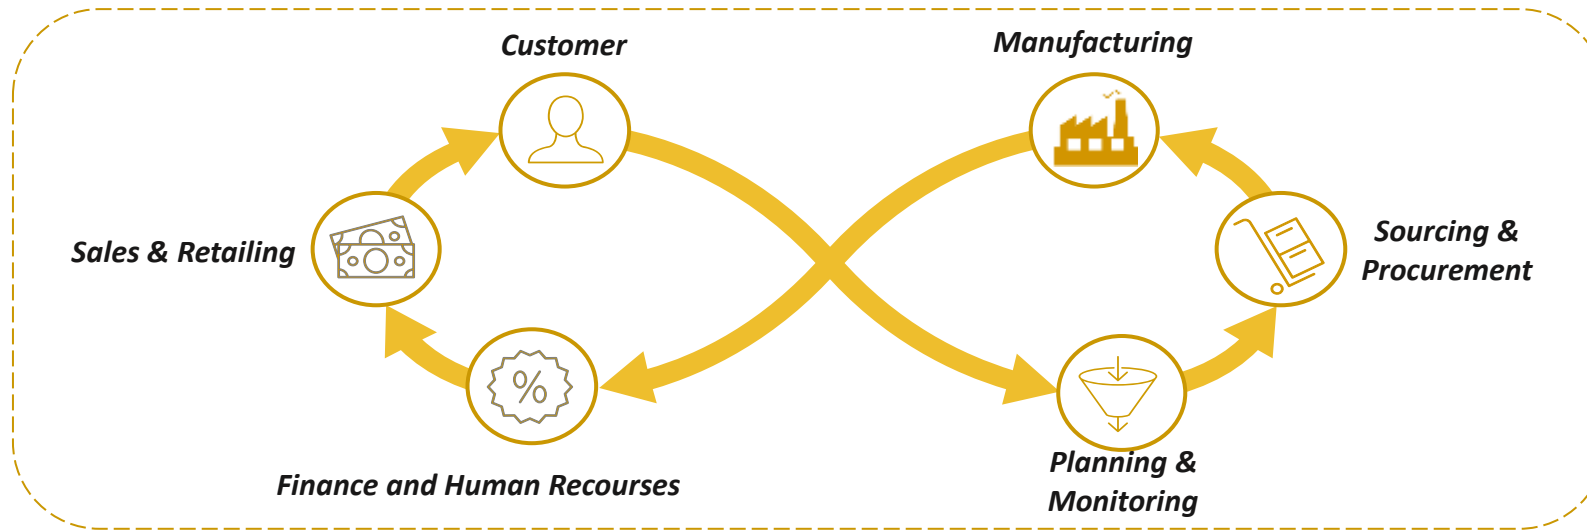 Customer
Manufacturing
Sales & Retailing
Sourcing &
Procurement
%
Finance and Human Recourses
Planning &
Monitoring